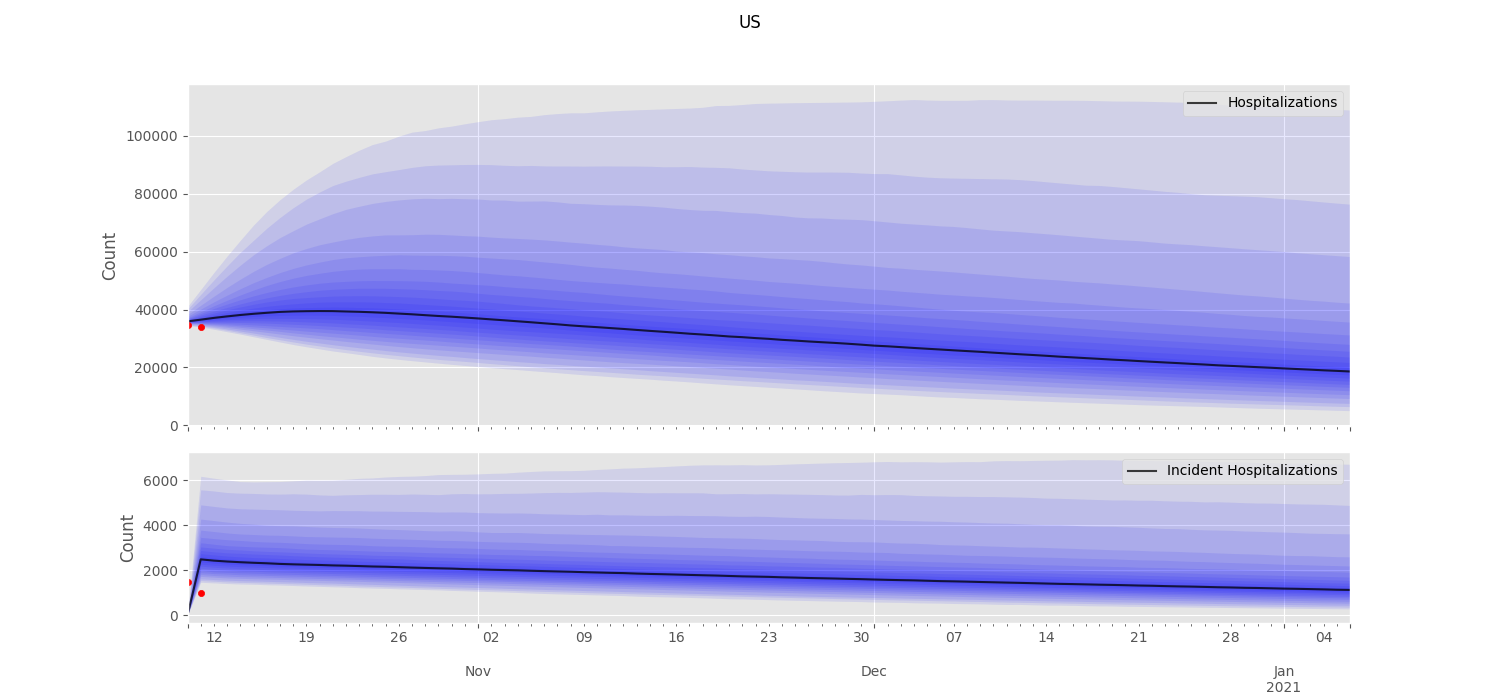 US
Hospitalizations
Count
100000
80000
60000
40000
20000
0
Incident Hospitalizations
Count
6000
4000
2000
0
12 19 26 02 09 16 23 30 07 14 21 28 04
Nov Dec Jan
2021